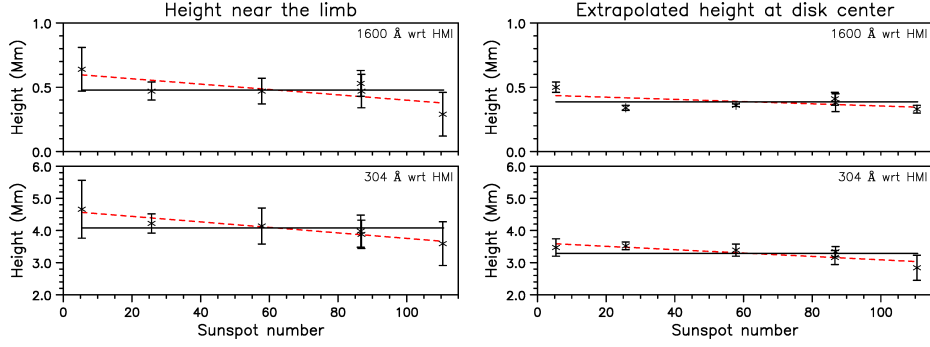 Height near the limb
Extrapolated height at disk center
1600 Å wrt HMI
1600 Å wrt HMI
Height (Mm)
1.0
0.5
0.0
Height (Mm)
1.0
0.5
0.0
304 Å wrt HMI
304 Å wrt HMI
Height (Mm)
6.0
5.0
4.0
3.0
2.0
Height (Mm)
6.0
5.0
4.0
3.0
2.0
0 20 40 60 80 100
0 20 40 60 80 100
Sunspot number
Sunspot number